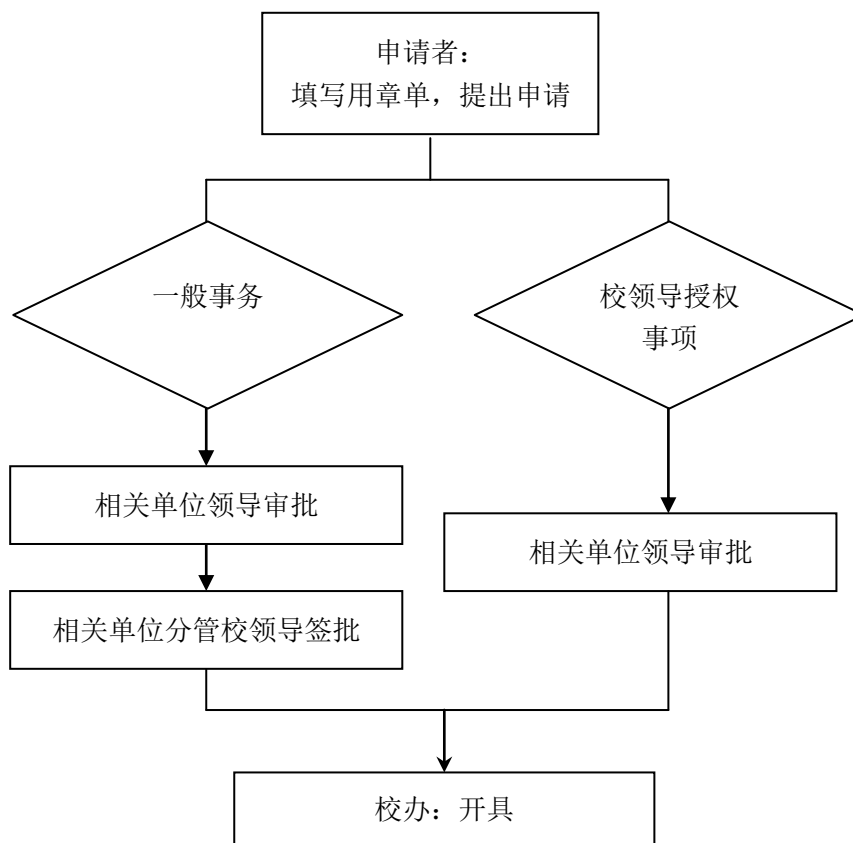 申请者：
填写用章单，提出申请
一般事务
校领导授权
事项
相关单位领导审批
相关单位领导审批
相关单位分管校领导签批
校办：开具